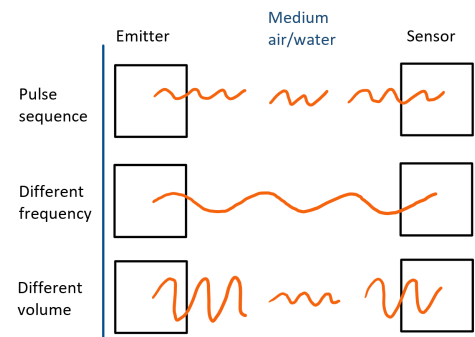 Medium
Emitter
air/water
Sensor
Pulse
sequence
Different
frequency
Different
volume